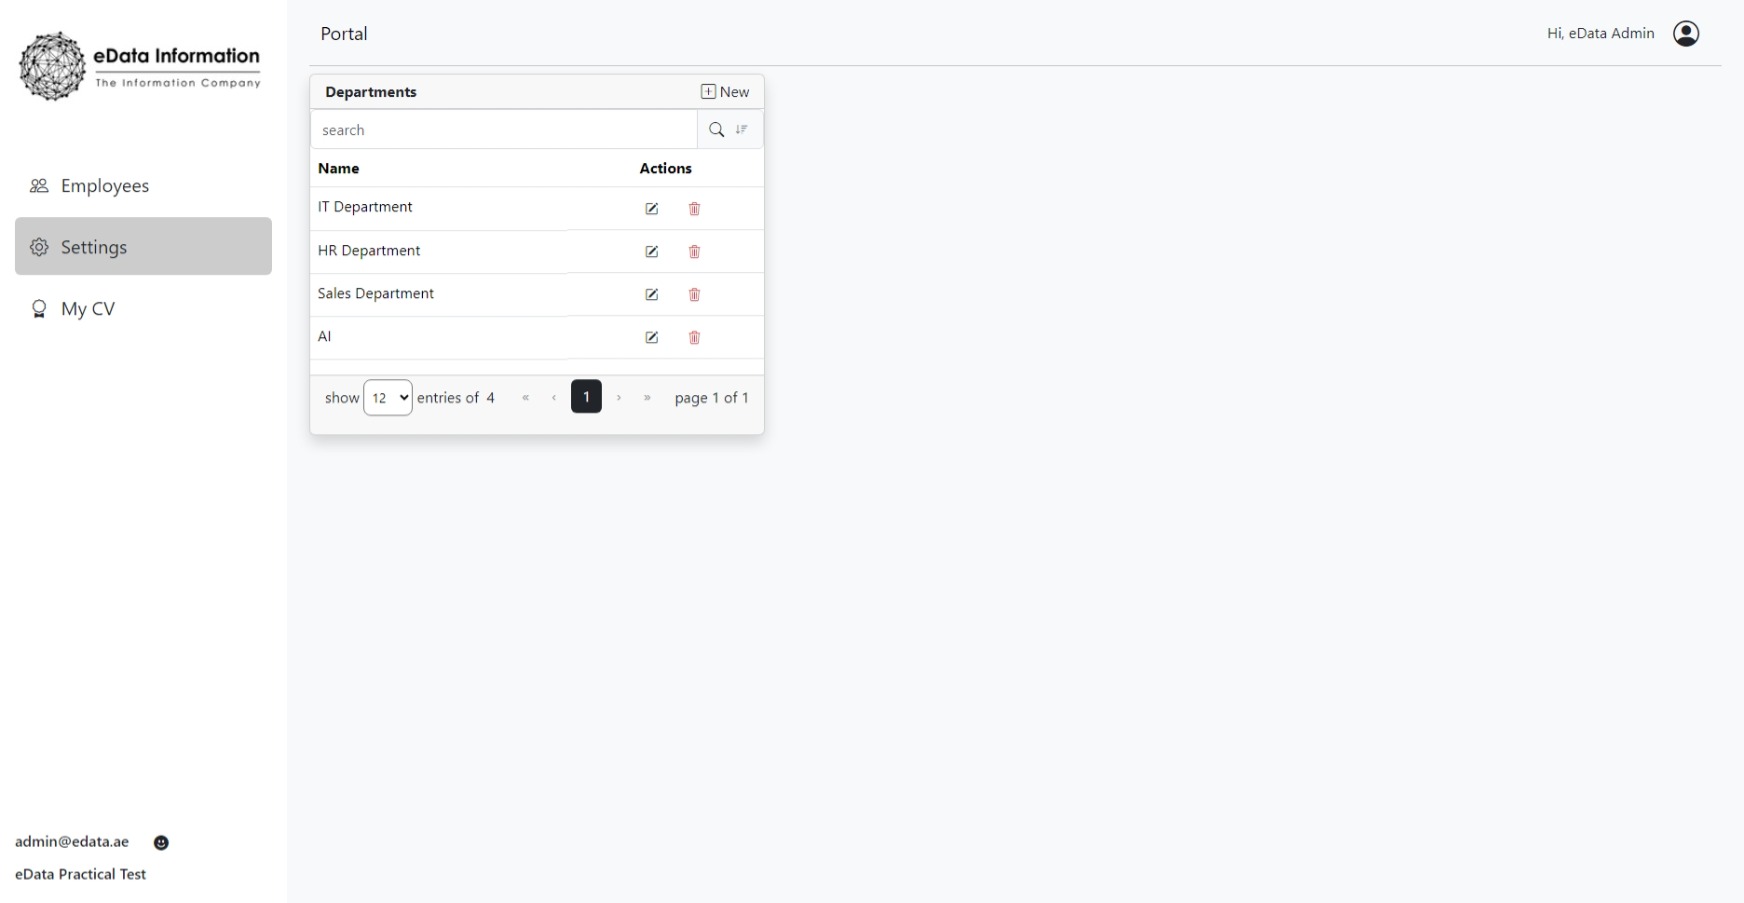 eData Information
The Information Company
Portal
Hi, eData Admin
Employees
Settings
My CV
Departments
New
search
Name Actions
IT Department
HR Department
Sales Department
AI
show 12 entries of 4 « ‹ 1 › » page 1 of 1
admin@edata.ae
eData Practical Test